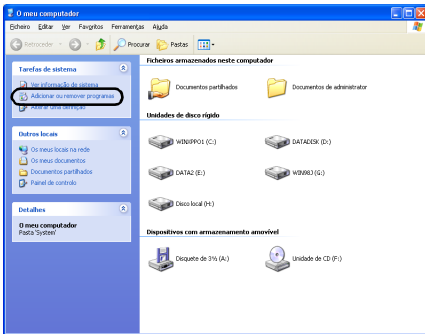 O meu computador
Ficheiro Editar Ver Favoritos Ferramentas Ajuda
Retroceder Procurar Pastas
Tarefas de sistema
Ver informação de sistema
Adicionar ou remover programas
Alterar uma definição
Outros locais
Os meus locais na rede
Os meus documentos
Documentos partilhados
Painel de controlo
Detalhes
O meu computador
Pasta 'System'
Ficheiros armazenados neste computador
Documentos partilhados
Documentos de administrator
Unidades de disco rígido
WINXPPO1 (C:)
DATADISK (D:)
DATA2 (E:)
WIN98J (G:)
Disco local (H:)
Dispositivos com armazenamento amovível
Disquete de 3½ (A:)
Unidade de CD (F:)